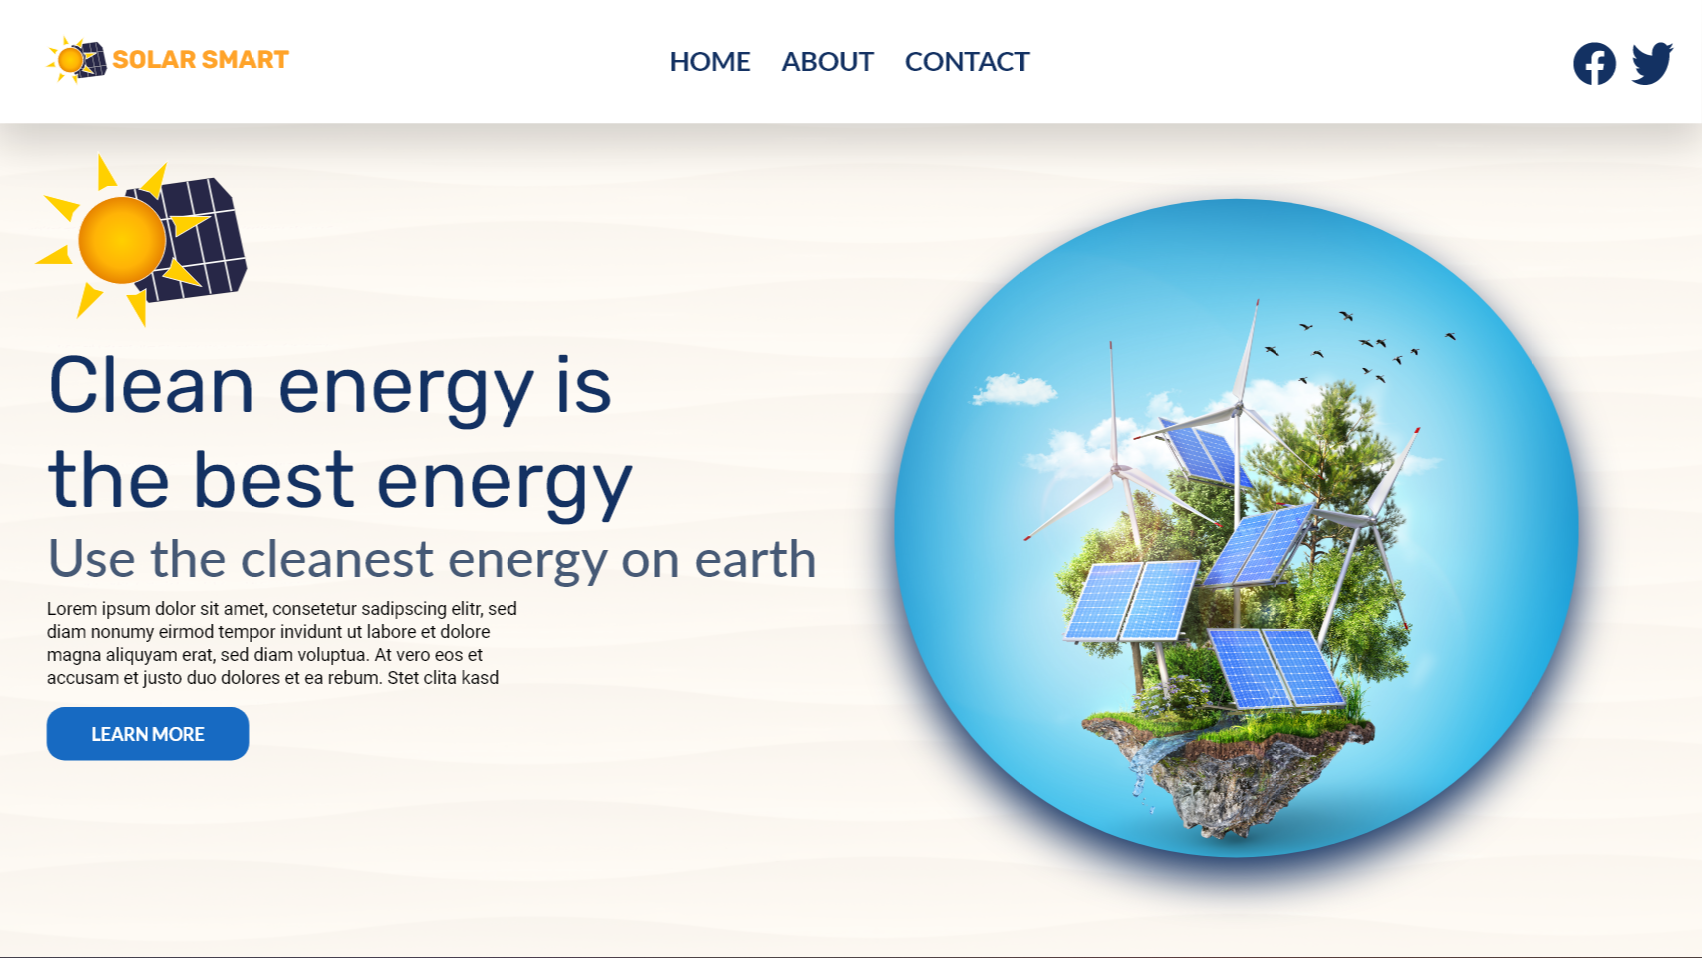 SOLAR SMART
HOME ABOUT CONTACT
Clean energy is
the best energy
Use the cleanest energy on earth
Lorem ipsum dolor sit amet, consetetur sadipscing elitr, sed
diam nonumy eirmod tempor invidunt ut labore et dolore
magna aliquyam erat, sed diam voluptua. At vero eos et
accusam et justo duo dolores et ea rebum. Stet clita kasd
LEARN MORE